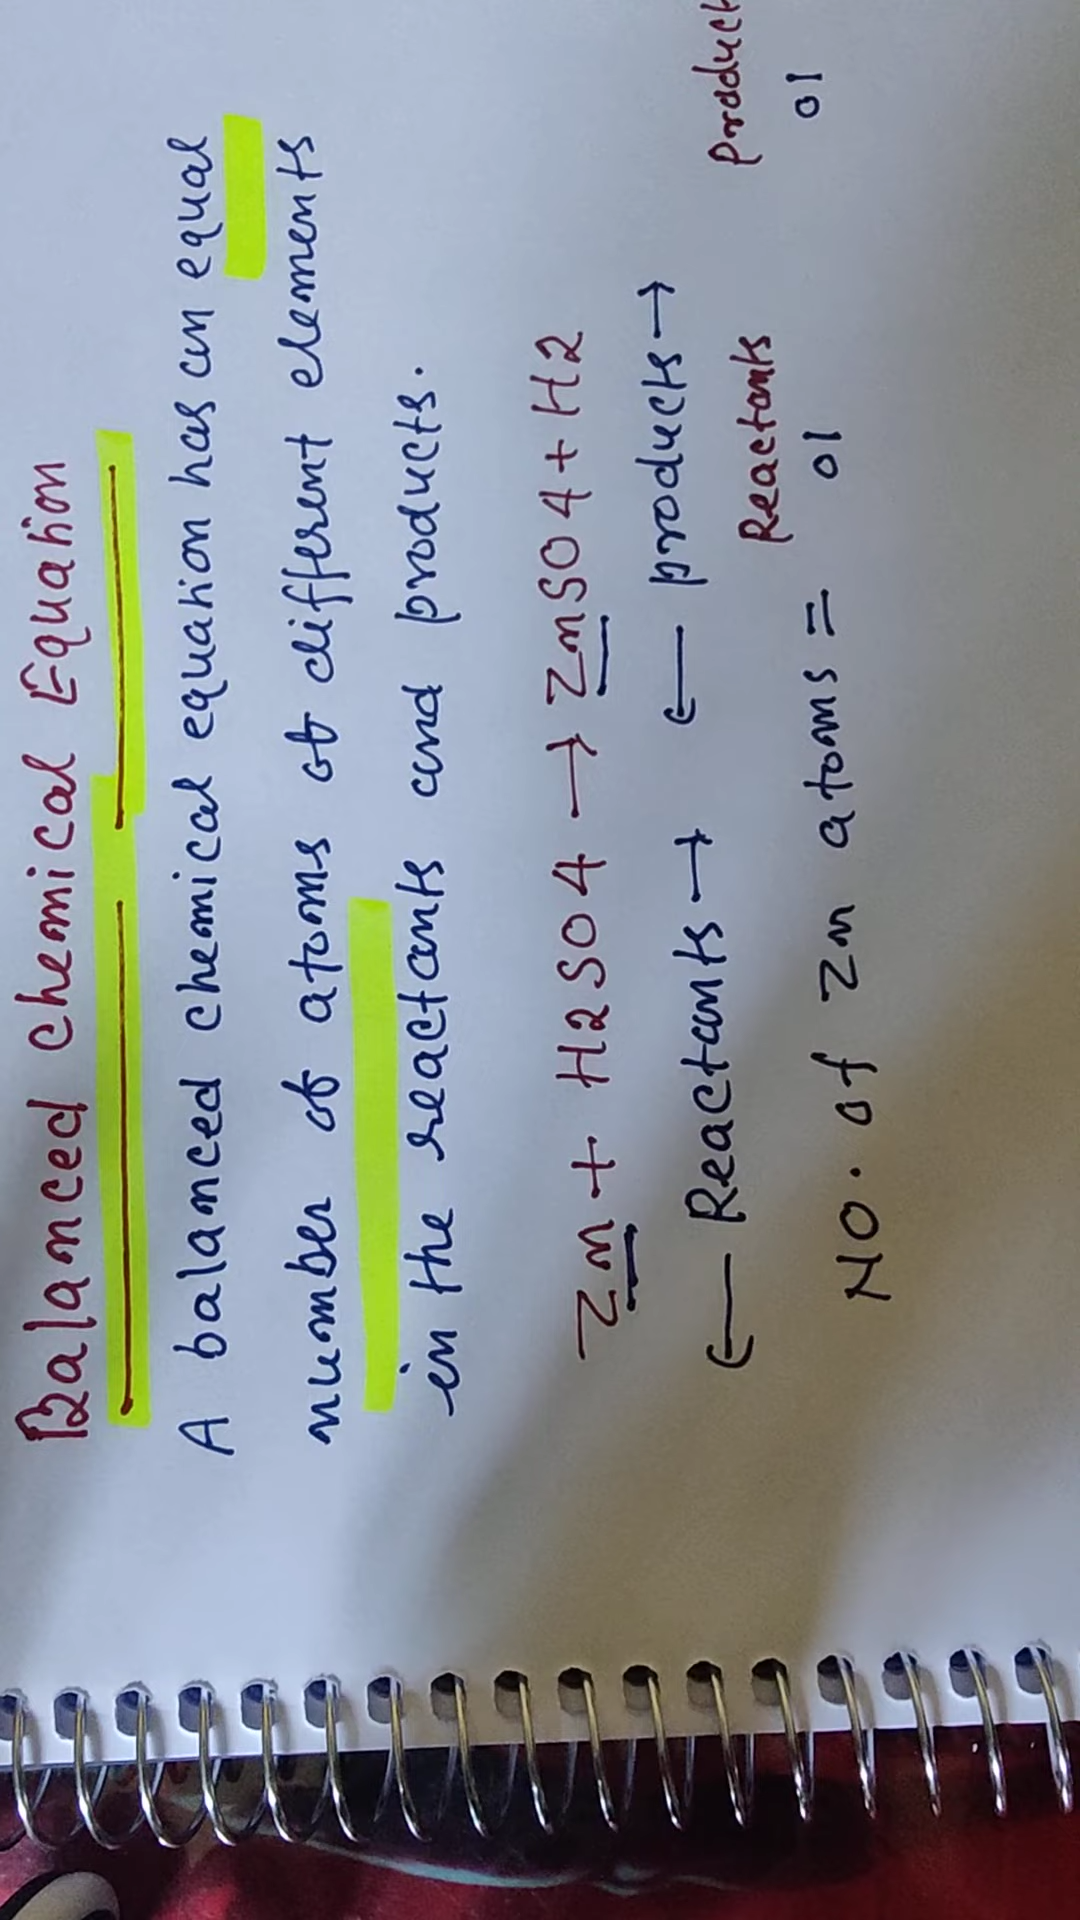 Balanced chemical Equation
A balanced chemical equation has an equal
number of atoms of different elements
in the reactants and products.
Zn + H2SO4 → ZnSO4 + H2
← Reactants → ← products →
Reactants product
No. of Zn atoms = 01 01